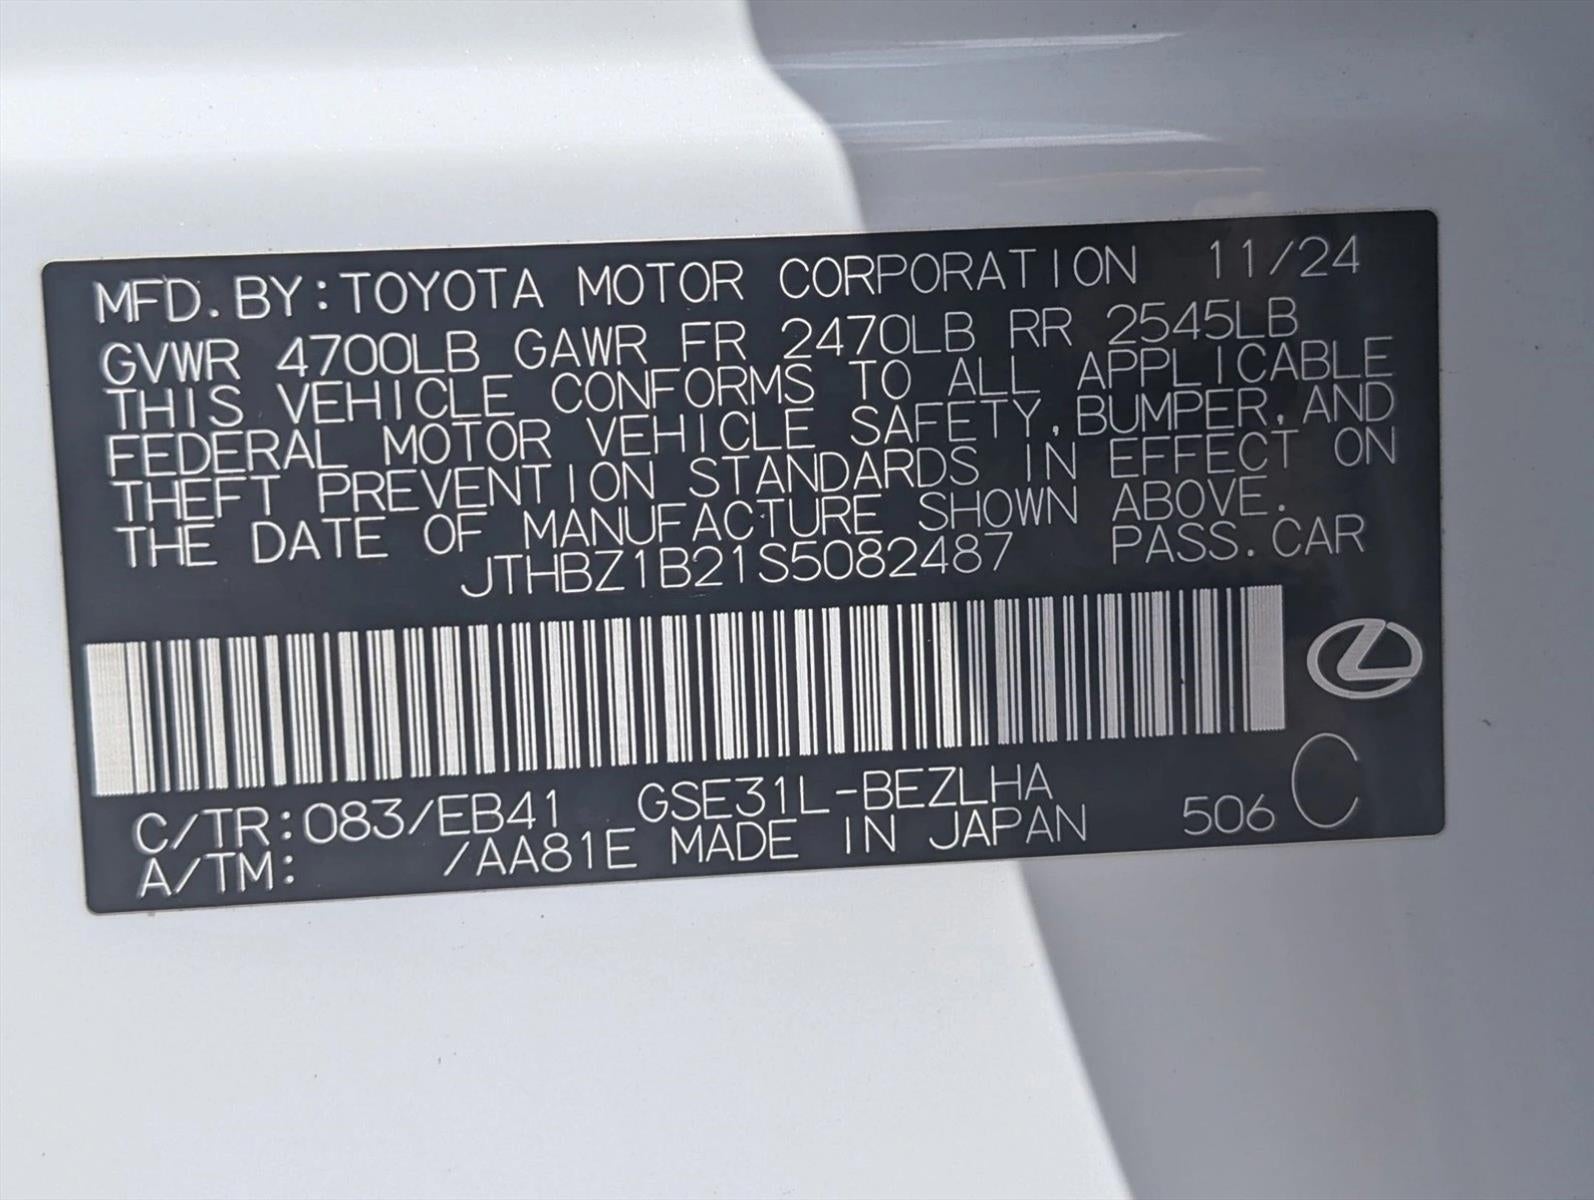 MFD. BY: TOYOTA MOTOR CORPORATION 11/24
GVWR 4700LB GAWR FR 2470LB RR 2545LB
THIS VEHICLE CONFORMS TO ALL APPLICABLE
FEDERAL MOTOR VEHICLE SAFETY, BUMPER, AND
THEFT PREVENTION STANDARDS IN EFFECT ON
THE DATE OF MANUFACTURE SHOWN ABOVE.
JTHBZ1B21S5082487 PASS. CAR
C/TR: 083/EB41 GSE31L-BEZLHA
A/TM: /AA81E MADE IN JAPAN 506 C